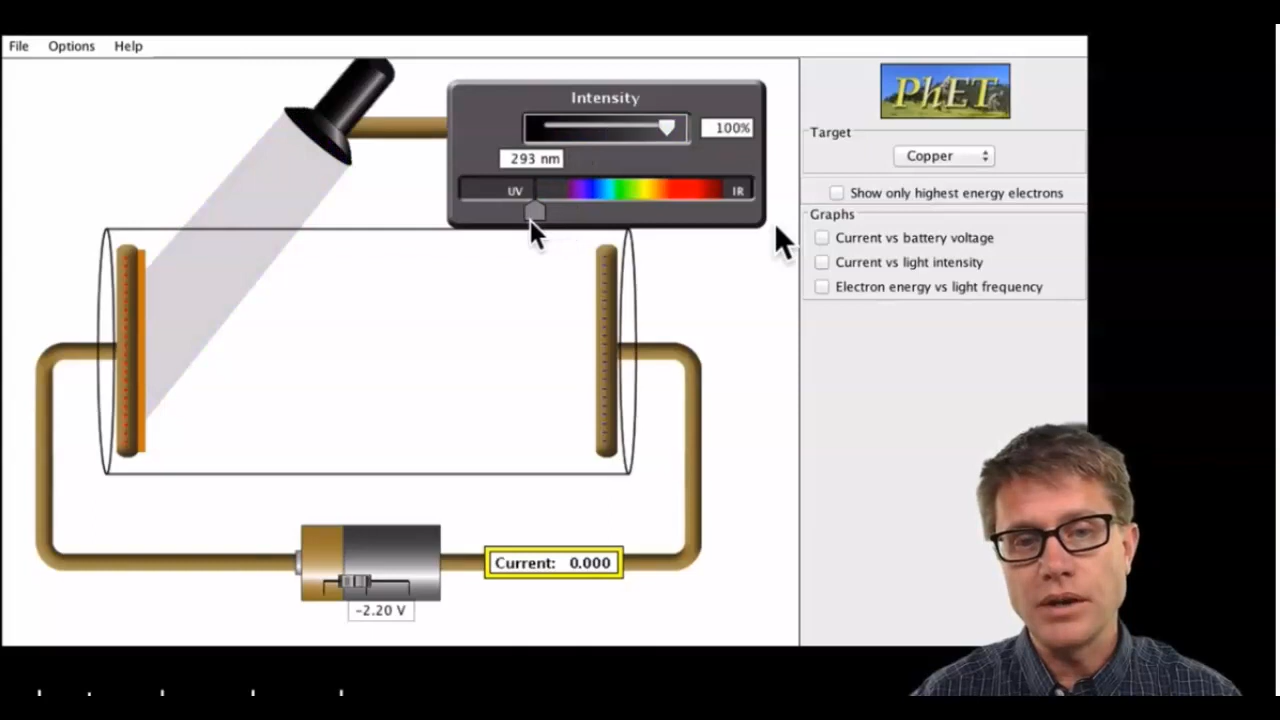 File Options Help
Intensity
100%
293 nm
UV IR
PhET
Target
Copper
Show only highest energy electrons
Graphs
Current vs battery voltage
Current vs light intensity
Electron energy vs light frequency
Current: 0.000
-2.20 V